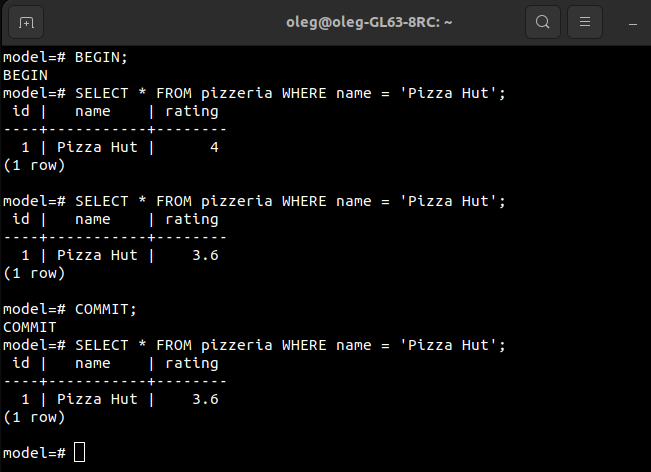 oleg@oleg-GL63-8RC: ~
model=# BEGIN;
BEGIN
model=# SELECT * FROM pizzeria WHERE name = 'Pizza Hut';
 id |   name    | rating
----+-----------+--------
  1 | Pizza Hut |      4
(1 row)

model=# SELECT * FROM pizzeria WHERE name = 'Pizza Hut';
 id |   name    | rating
----+-----------+--------
  1 | Pizza Hut |    3.6
(1 row)

model=# COMMIT;
COMMIT
model=# SELECT * FROM pizzeria WHERE name = 'Pizza Hut';
 id |   name    | rating
----+-----------+--------
  1 | Pizza Hut |    3.6
(1 row)

model=#